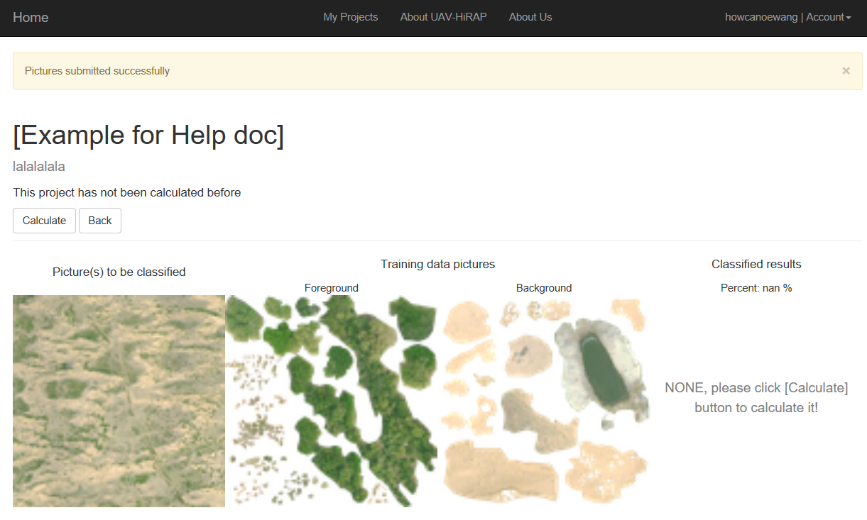 Home My Projects About UAV-HiRAP About Us howcanoewang | Account
Pictures submitted successfully ×
[Example for Help doc]
lalalalala
This project has not been calculated before
Calculate Back
Picture(s) to be classified
Training data pictures
Foreground Background
Classified results
Percent: nan %
NONE, please click [Calculate]
button to calculate it!